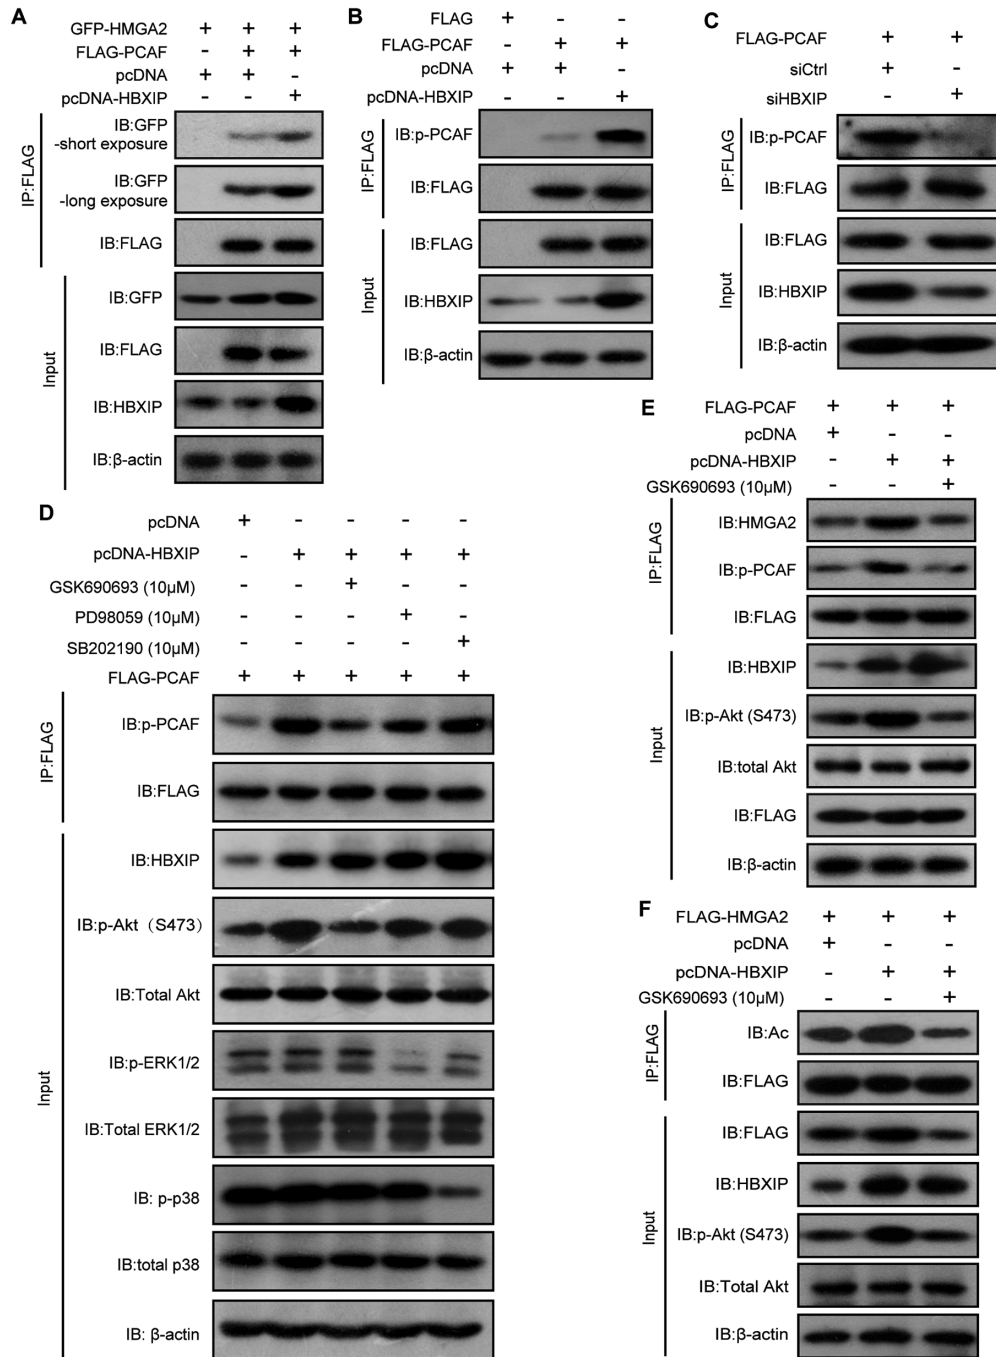 A
GFP-HMGA2 + + +
FLAG-PCAF - + +
pcDNA + + -
pcDNA-HBXIP - - +
IP:FLAG
IB:GFP
-short exposure
IB:GFP
-long exposure
IB:FLAG
Input
IB:GFP
IB:FLAG
IB:HBXIP
IB:β-actin
B
FLAG + - -
FLAG-PCAF - + +
pcDNA + + -
pcDNA-HBXIP - - +
IP:FLAG
IB:p-PCAF
IB:FLAG
Input
IB:FLAG
IB:HBXIP
IB:β-actin
C
FLAG-PCAF + +
siCtrl + -
siHBXIP - +
IP:FLAG
IB:p-PCAF
IB:FLAG
Input
IB:FLAG
IB:HBXIP
IB:β-actin
D
pcDNA + - - - -
pcDNA-HBXIP - + + + +
GSK690693 (10μM) - - + - -
PD98059 (10μM) - - - + -
SB202190 (10μM) - - - - +
FLAG-PCAF + + + + +
IP:FLAG
IB:p-PCAF
IB:FLAG
Input
IB:HBXIP
IB:p-Akt (S473)
IB:Total Akt
IB:p-ERK1/2
IB:Total ERK1/2
IB: p-p38
IB:total p38
IB: β-actin
E
FLAG-PCAF + + +
pcDNA + - -
pcDNA-HBXIP - + +
GSK690693 (10μM) - - +
IP:FLAG
IB:HMGA2
IB:p-PCAF
IB:FLAG
Input
IB:HBXIP
IB:p-Akt (S473)
IB:total Akt
IB:FLAG
IB:β-actin
F
FLAG-HMGA2 + + +
pcDNA + - -
pcDNA-HBXIP - + +
GSK690693 (10μM) - - +
IP:FLAG
IB:Ac
IB:FLAG
Input
IB:FLAG
IB:HBXIP
IB:p-Akt (S473)
IB:Total Akt
IB:β-actin